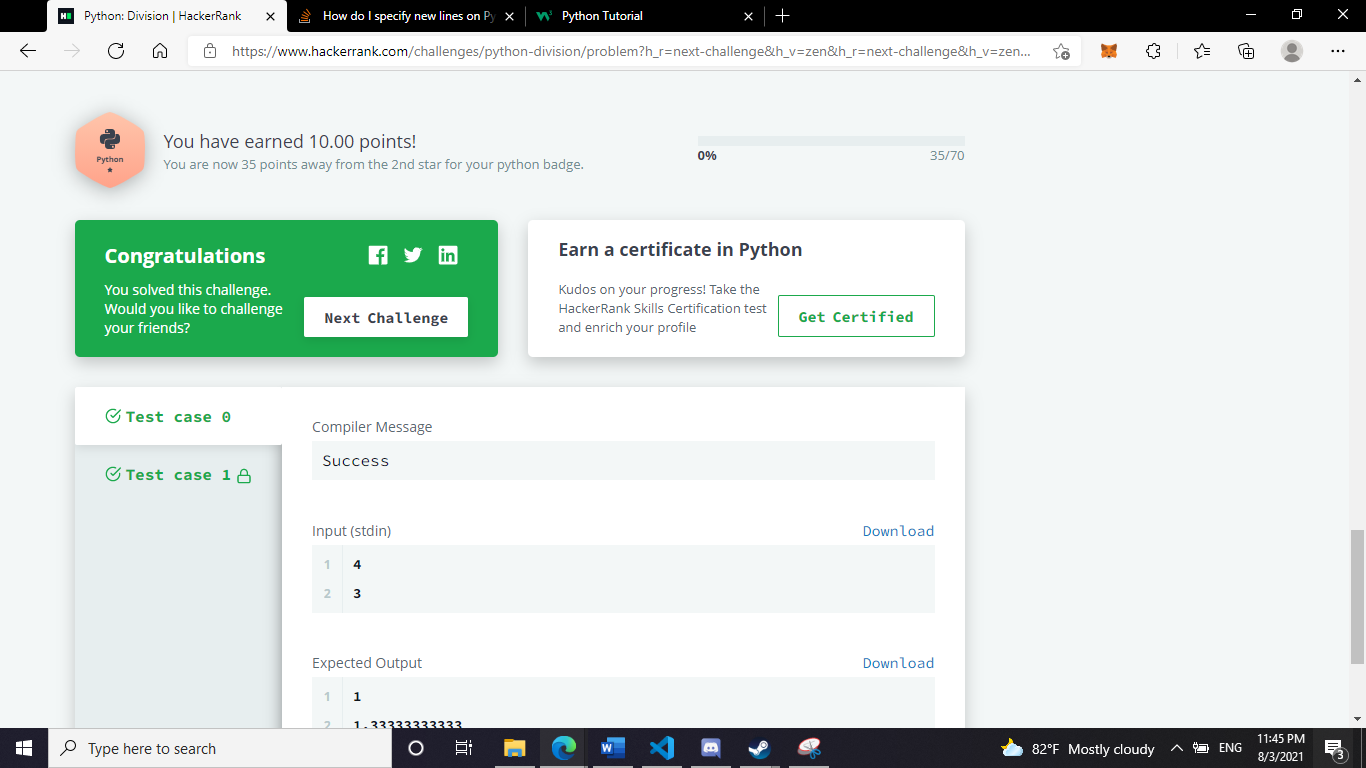 Python: Division | HackerRank
How do I specify new lines on Py
Python Tutorial
https://www.hackerrank.com/challenges/python-division/problem?h_r=next-challenge&h_v=zen&h_r=next-challenge&h_v=zen...
Python
You have earned 10.00 points!
You are now 35 points away from the 2nd star for your python badge.
0%
35/70
Congratulations
You solved this challenge.
Would you like to challenge
your friends?
Next Challenge
Earn a certificate in Python
Kudos on your progress! Take the
HackerRank Skills Certification test
and enrich your profile
Get Certified
Test case 0
Test case 1
Compiler Message
Success
Input (stdin)
Download
1 4
2 3
Expected Output
Download
1 1
2 1.33333333333
Type here to search
82°F Mostly cloudy
ENG
11:45 PM
8/3/2021
3